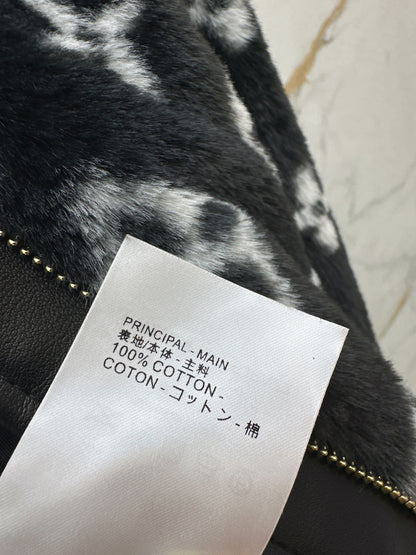 PRINCIPAL - MAIN
表地/本体 - 主料
100% COTTON -
COTON - コットン - 棉